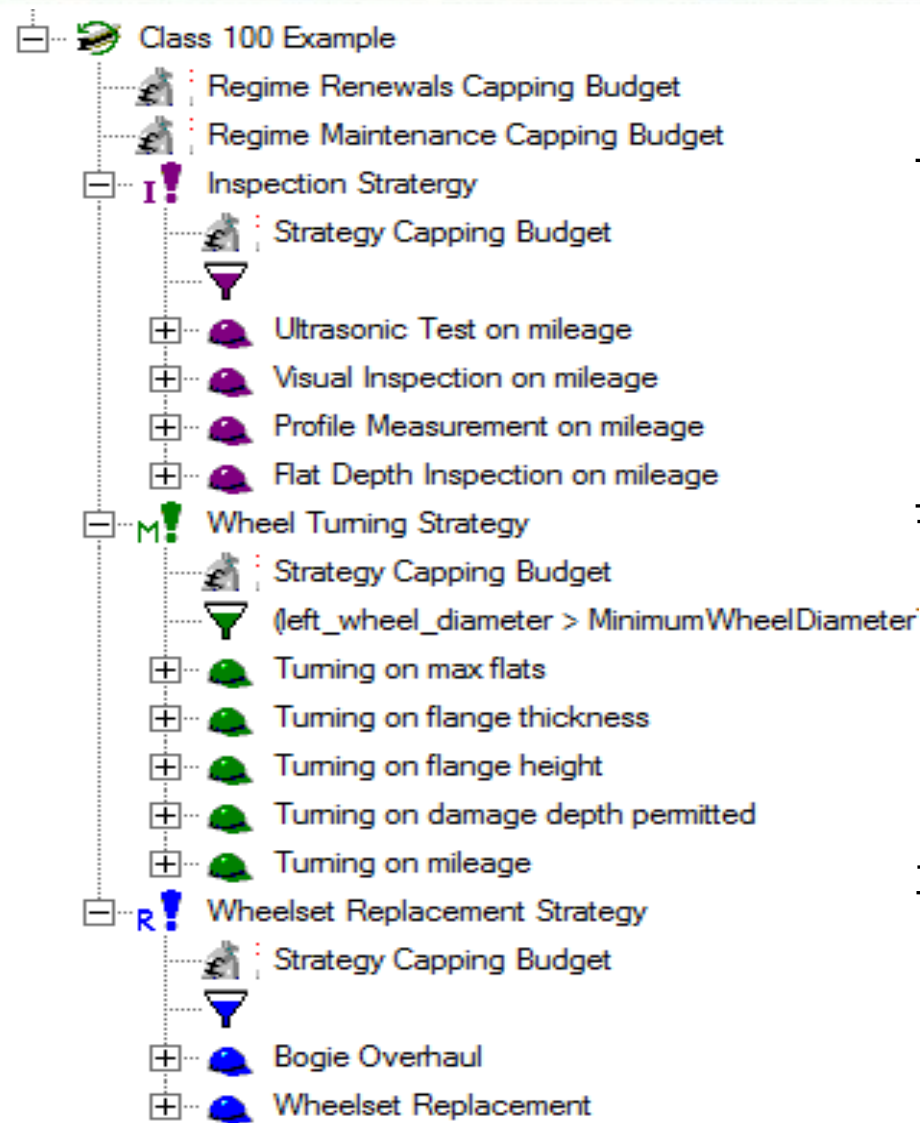 Class 100 Example
£ Regime Renewals Capping Budget
£ Regime Maintenance Capping Budget
I! Inspection Stratergy
£ Strategy Capping Budget
Ultrasonic Test on mileage
Visual Inspection on mileage
Profile Measurement on mileage
Flat Depth Inspection on mileage
M! Wheel Turning Strategy
£ Strategy Capping Budget
(left_wheel_diameter > MinimumWheelDiameter
Turning on max flats
Turning on flange thickness
Turning on flange height
Turning on damage depth permitted
Turning on mileage
R! Wheelset Replacement Strategy
£ Strategy Capping Budget
Bogie Overhaul
Wheelset Replacement